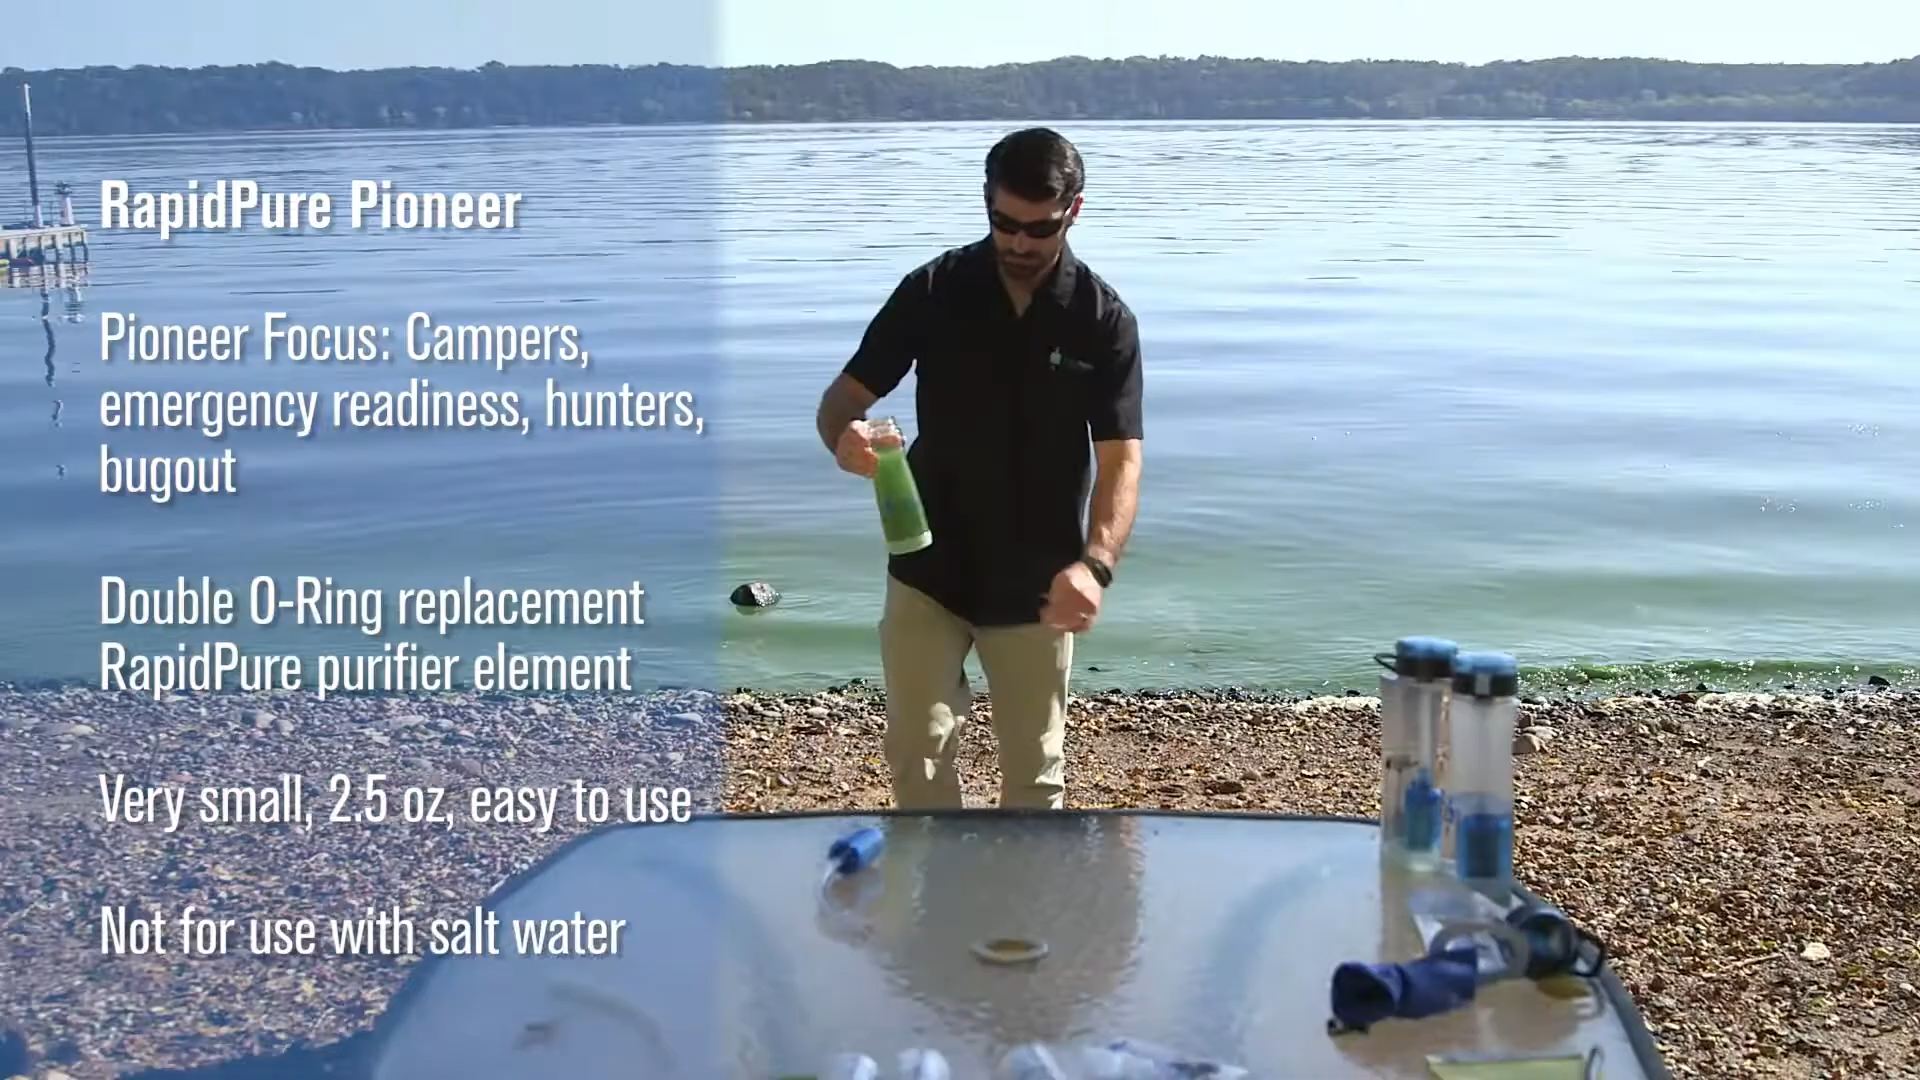 RapidPure Pioneer
Pioneer Focus: Campers,
emergency readiness, hunters,
bugout
Double O-Ring replacement
RapidPure purifier element
Very small, 2.5 oz, easy to use
Not for use with salt water